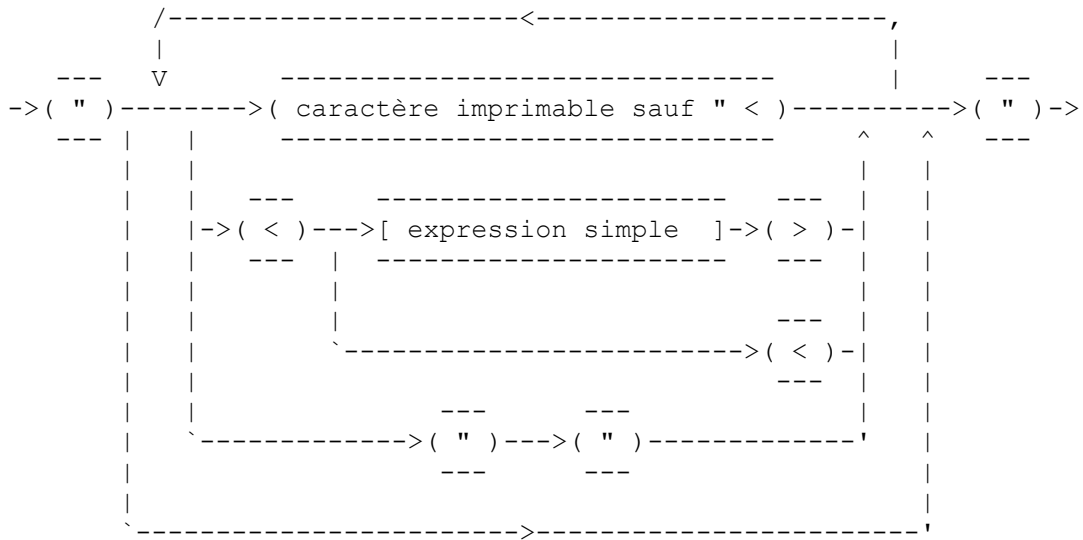 /----------------------<----------------------,
| |
--- V ------------------------------- | ---
->( " )-------->( caractère imprimable sauf " < )---------->( " )->
--- | | ------------------------------- ^ ^ ---
| | | |
| | --- ---------------------- --- | |
| |->( < )--->[ expression simple ]->( > )-| |
| | --- | ---------------------- --- | |
| | | | |
| | | --- | |
| | `------------------------->( < )-| |
| | --- | |
| | --- --- | |
| `------------->( " )--->( " )-------------' |
| --- --- |
| |
`------------------------>------------------------'